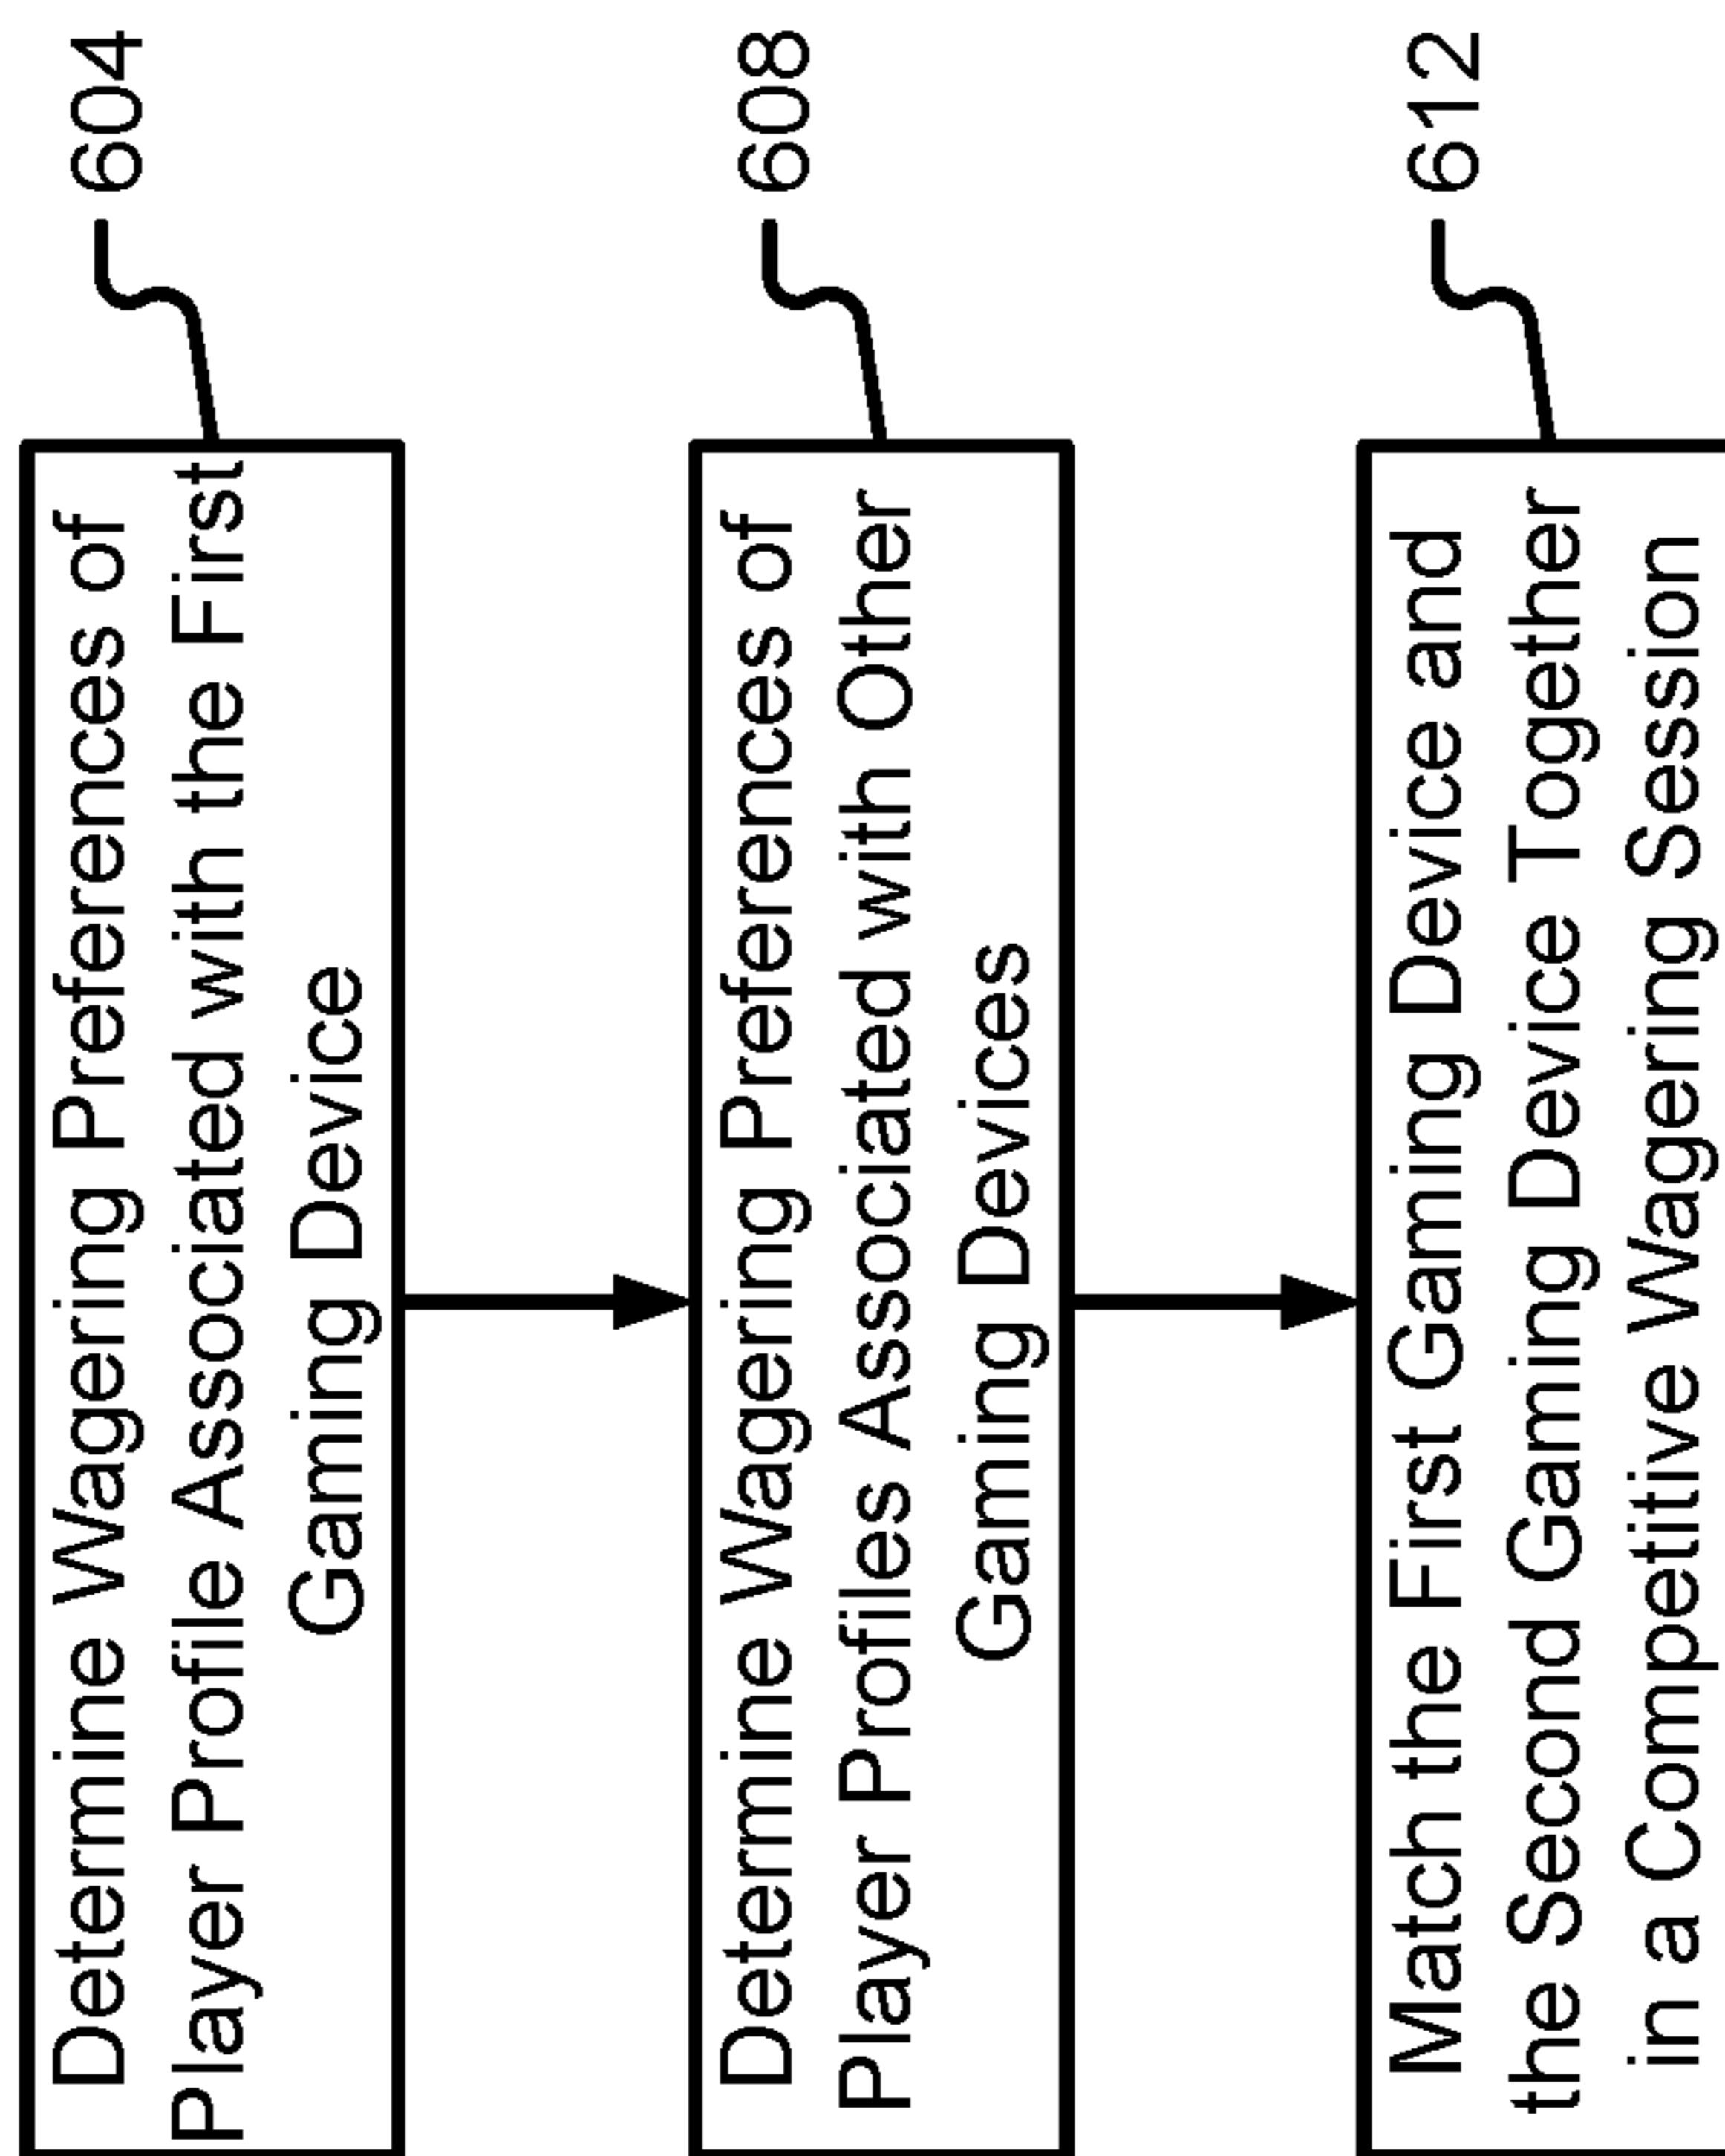 Determine Wagering Preferences of
Player Profile Associated with the First
Gaming Device
604
Determine Wagering Preferences of
Player Profiles Associated with Other
Gaming Devices
608
Match the First Gaming Device and
the Second Gaming Device Together
in a Competitive Wagering Session
612